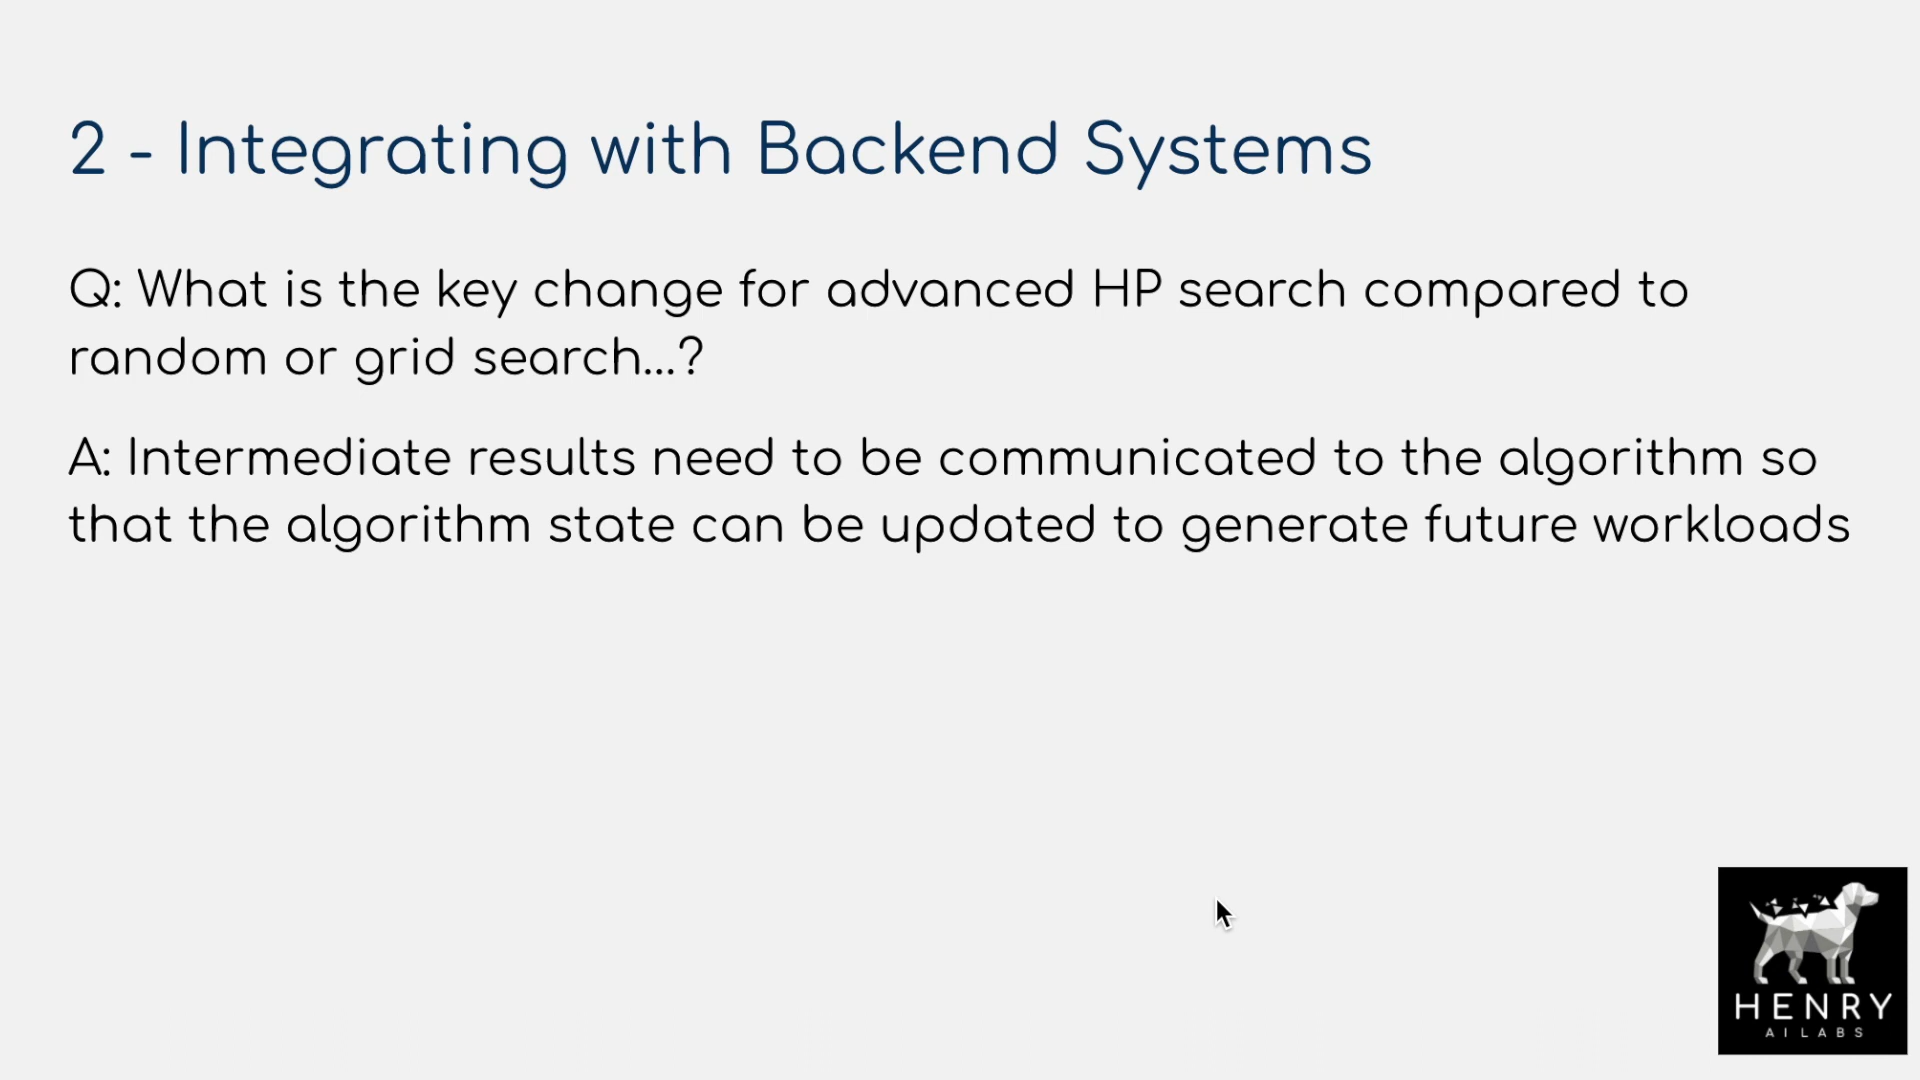 2 - Integrating with Backend Systems
Q: What is the key change for advanced HP search compared to
random or grid search...?
A: Intermediate results need to be communicated to the algorithm so
that the algorithm state can be updated to generate future workloads
HENRY
AI LABS